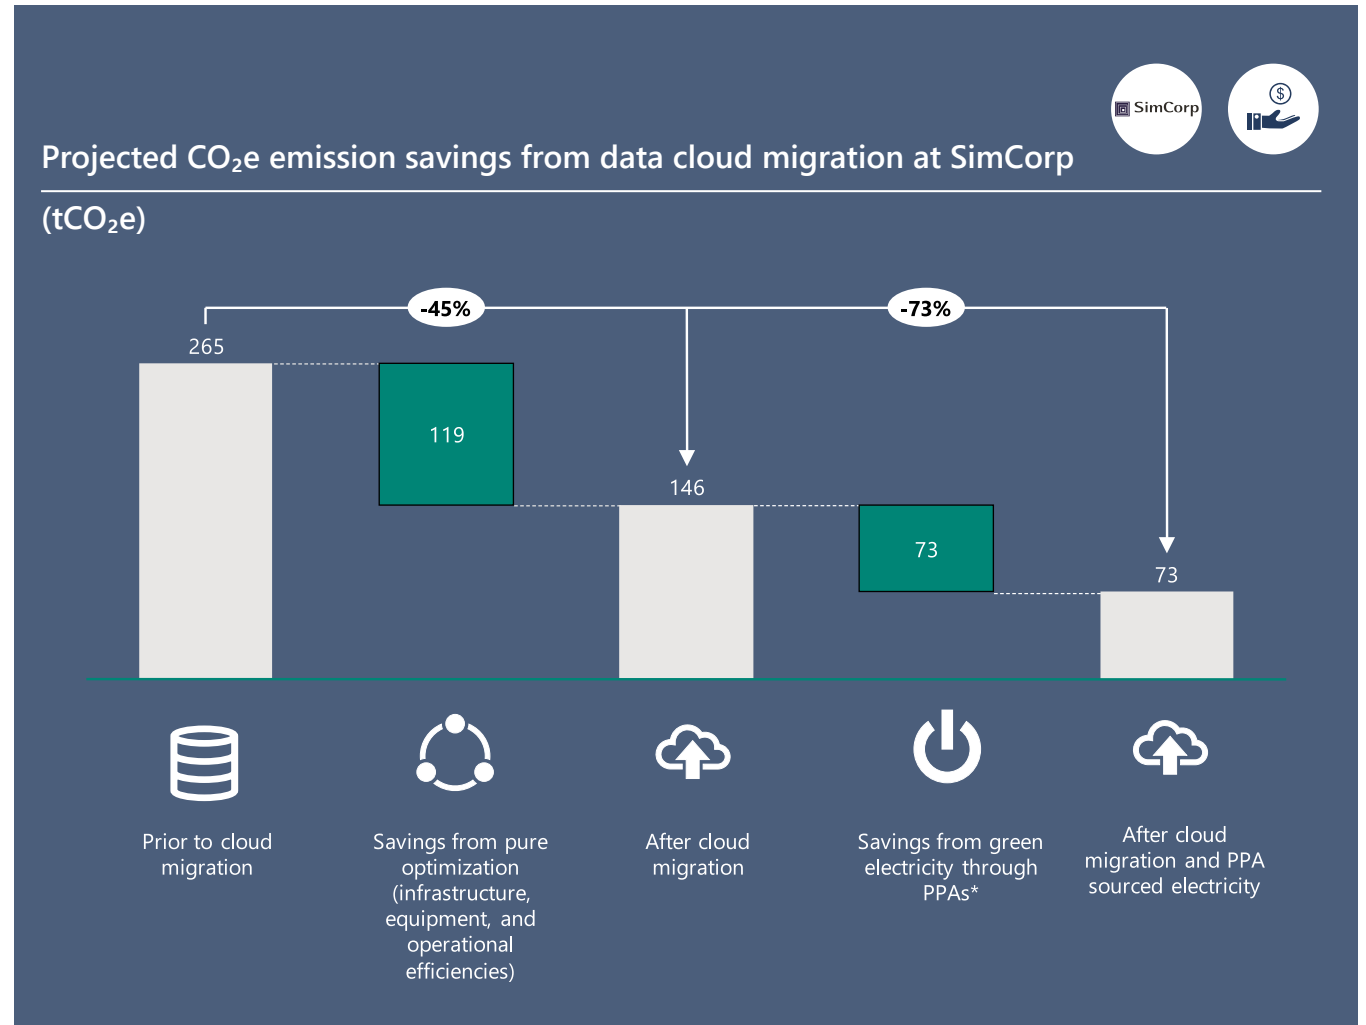 SimCorp
$
Projected CO₂e emission savings from data cloud migration at SimCorp
(tCO₂e)
-45%
-73%
265
119
146
73
73
Prior to cloud
migration
Savings from pure
optimization
(infrastructure,
equipment, and
operational
efficiencies)
After cloud
migration
Savings from green
electricity through
PPAs*
After cloud
migration and PPA
sourced electricity